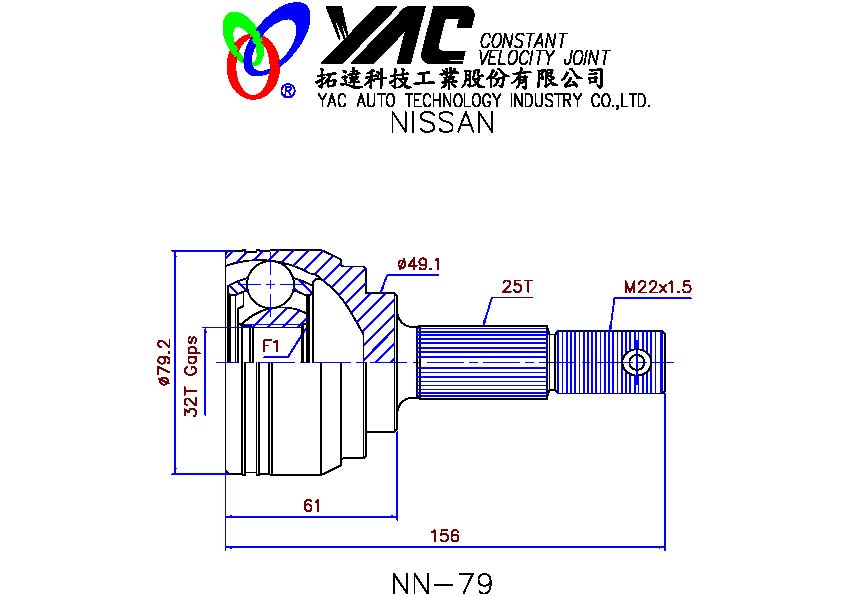 YAC CONSTANT
VELOCITY JOINT
®
拓達科技工業股份有限公司
YAC AUTO TECHNOLOGY INDUSTRY CO.,LTD.
NISSAN
ø49.1
25T
M22x1.5
F1
ø79.2
32T Gaps
61
156
NN-79